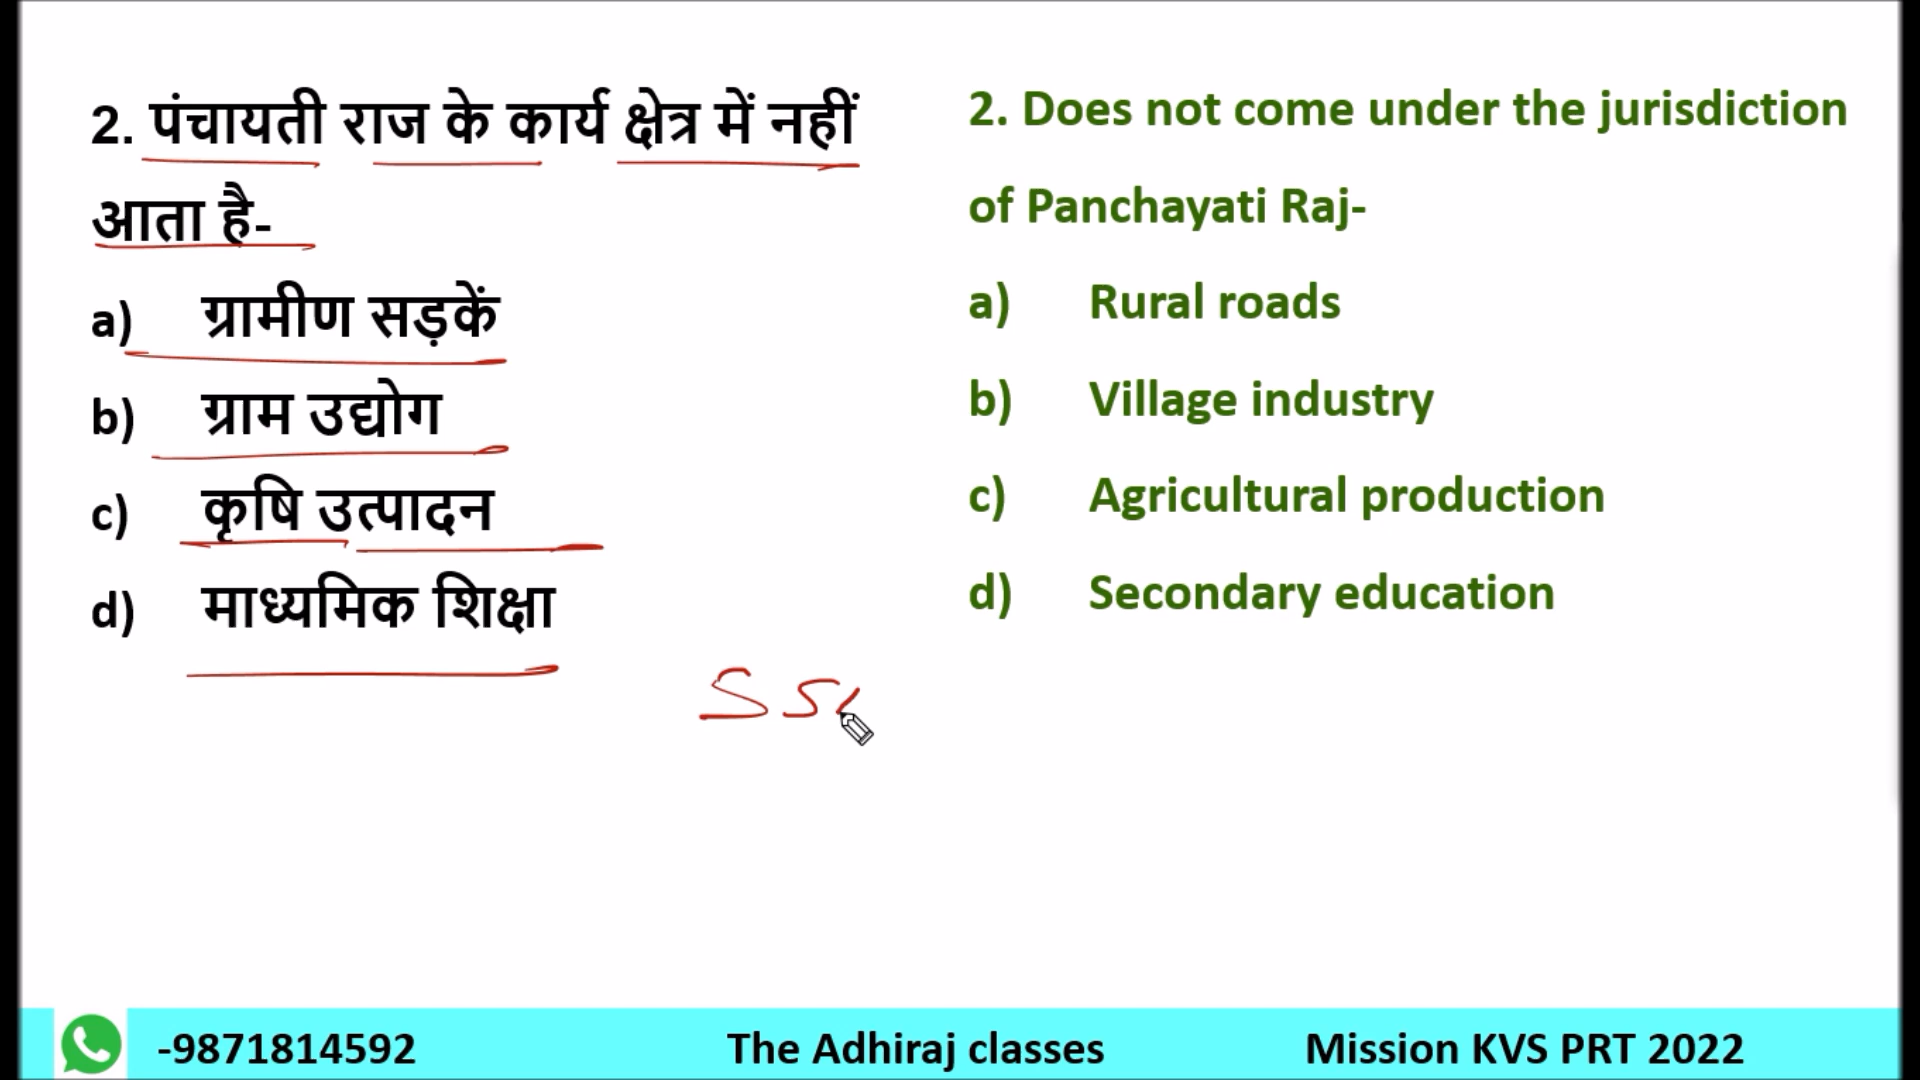 2. पंचायती राज के कार्य क्षेत्र में नहीं
आता है-
a) ग्रामीण सड़कें
b) ग्राम उद्योग
c) कृषि उत्पादन
d) माध्यमिक शिक्षा
2. Does not come under the jurisdiction
of Panchayati Raj-
a) Rural roads
b) Village industry
c) Agricultural production
d) Secondary education
-9871814592 The Adhiraj classes Mission KVS PRT 2022